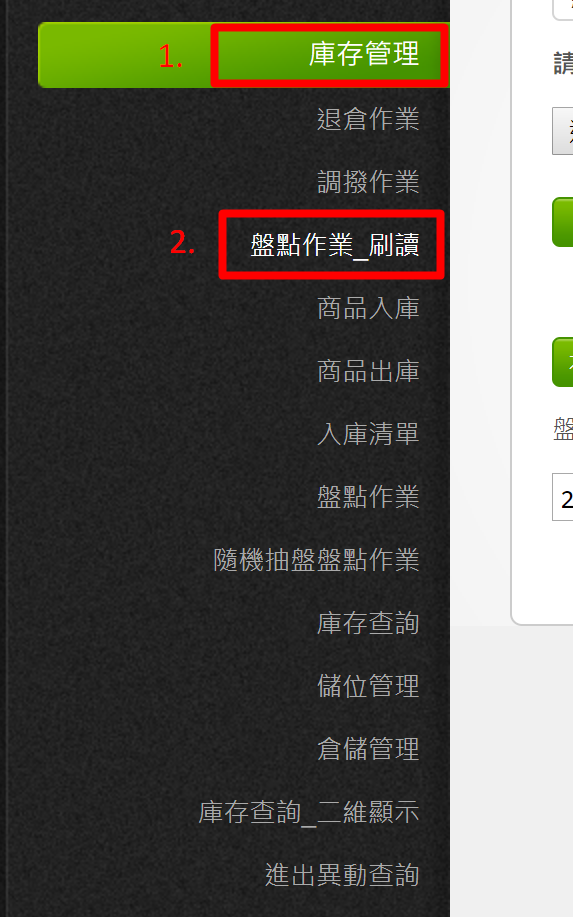 1. 庫存管理
退倉作業
調撥作業
2. 盤點作業_刷讀
商品入庫
商品出庫
入庫清單
盤點作業
隨機抽盤盤點作業
庫存查詢
儲位管理
倉儲管理
庫存查詢_二維顯示
進出異動查詢
請
盤
2